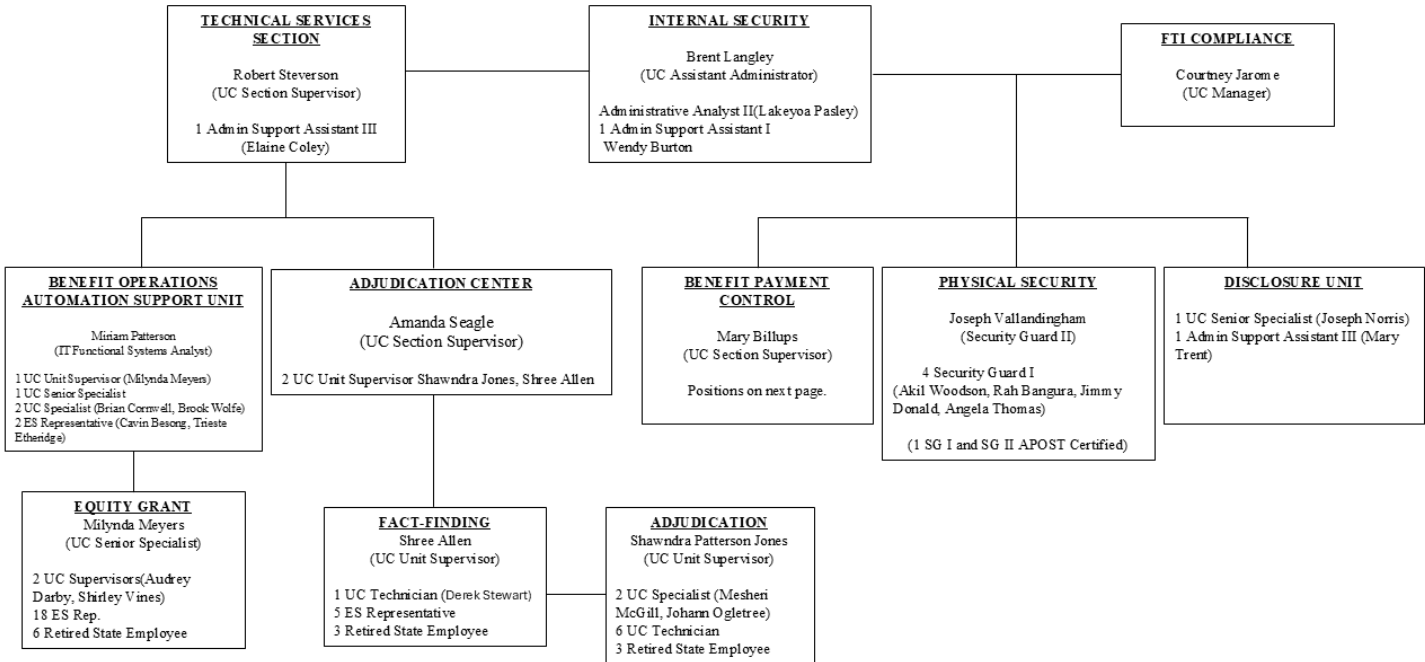 TECHNICAL SERVICES
SECTION
Robert Steverson
(UC Section Supervisor)
1 Admin Support Assistant III
(Elaine Coley)
INTERNAL SECURITY
Brent Langley
(UC Assistant Administrator)
Administrative Analyst II(Lakeyoa Pasley)
1 Admin Support Assistant I
Wendy Burton
FTI COMPLIANCE
Courtney Jarome
(UC Manager)
BENEFIT OPERATIONS
AUTOMATION SUPPORT UNIT
Miriam Patterson
(IT Functional Systems Analyst)
1 UC Unit Supervisor (Milynda Meyers)
1 UC Senior Specialist
2 UC Specialist (Brian Cornwell, Brook Wolfe)
2 ES Representative (Cavin Besong, Trieste
Etheridge)
ADJUDICATION CENTER
Amanda Seagle
(UC Section Supervisor)
2 UC Unit Supervisor Shawndra Jones, Shree Allen
BENEFIT PAYMENT
CONTROL
Mary Billups
(UC Section Supervisor)
Positions on next page.
PHYSICAL SECURITY
Joseph Vallandingham
(Security Guard II)
4 Security Guard I
(Akil Woodson, Rah Bangura, Jimmy
Donald, Angela Thomas)
(1 SG I and SG II APOST Certified)
DISCLOSURE UNIT
1 UC Senior Specialist (Joseph Norris)
1 Admin Support Assistant III (Mary
Trent)
EQUITY GRANT
Milynda Meyers
(UC Senior Specialist)
2 UC Supervisors(Audrey
Darby, Shirley Vines)
18 ES Rep.
6 Retired State Employee
FACT-FINDING
Shree Allen
(UC Unit Supervisor)
1 UC Technician (Derek Stewart)
5 ES Representative
3 Retired State Employee
ADJUDICATION
Shawndra Patterson Jones
(UC Unit Supervisor)
2 UC Specialist (Mesheri
McGill, Johann Ogletree)
6 UC Technician
3 Retired State Employee